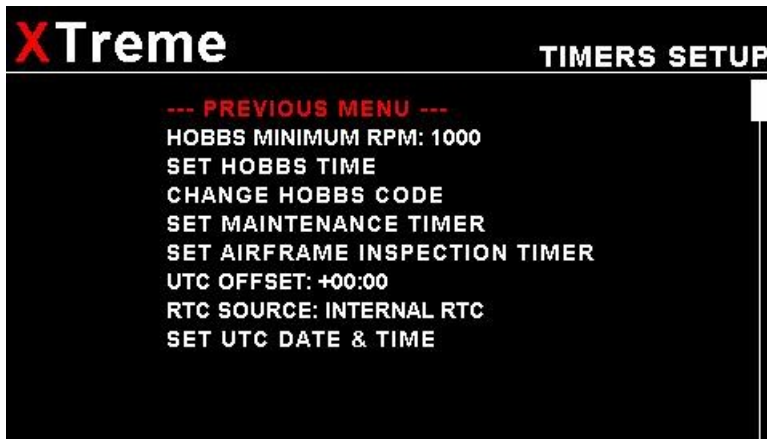 XTreme
TIMERS SETUP
--- PREVIOUS MENU ---
HOBBS MINIMUM RPM: 1000
SET HOBBS TIME
CHANGE HOBBS CODE
SET MAINTENANCE TIMER
SET AIRFRAME INSPECTION TIMER
UTC OFFSET: +00:00
RTC SOURCE: INTERNAL RTC
SET UTC DATE & TIME